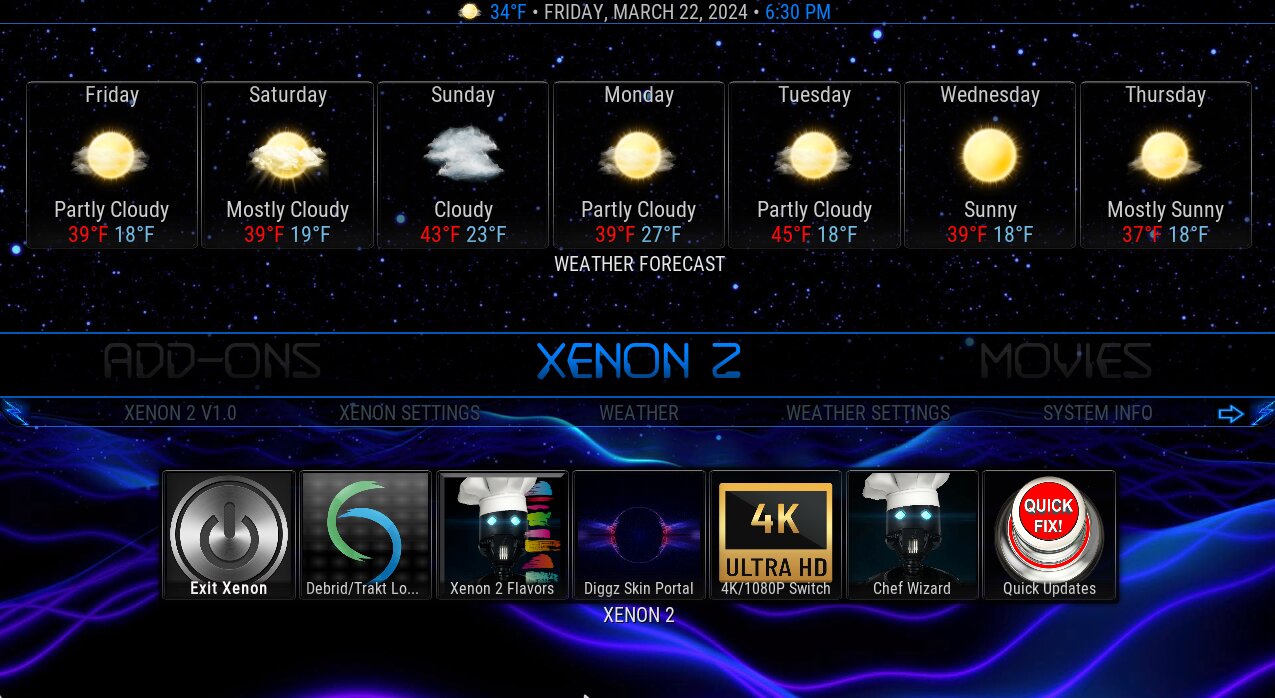 34°F • FRIDAY, MARCH 22, 2024 • 6:30 PM
Friday
Partly Cloudy
39°F 18°F
Saturday
Mostly Cloudy
39°F 19°F
Sunday
Cloudy
43°F 23°F
Monday
Partly Cloudy
39°F 27°F
Tuesday
Partly Cloudy
45°F 18°F
Wednesday
Sunny
39°F 18°F
Thursday
Mostly Sunny
37°F 18°F
WEATHER FORECAST
ADD-ONS
XENON 2
MOVIES
XENON 2 V1.0
XENON SETTINGS
WEATHER
WEATHER SETTINGS
SYSTEM INFO
Exit Xenon
Debrid/Trakt Lo...
Xenon 2 Flavors
Diggz Skin Portal
4K
ULTRA HD
4K/1080P Switch
Chef Wizard
QUICK
FIX!
Quick Updates
XENON 2